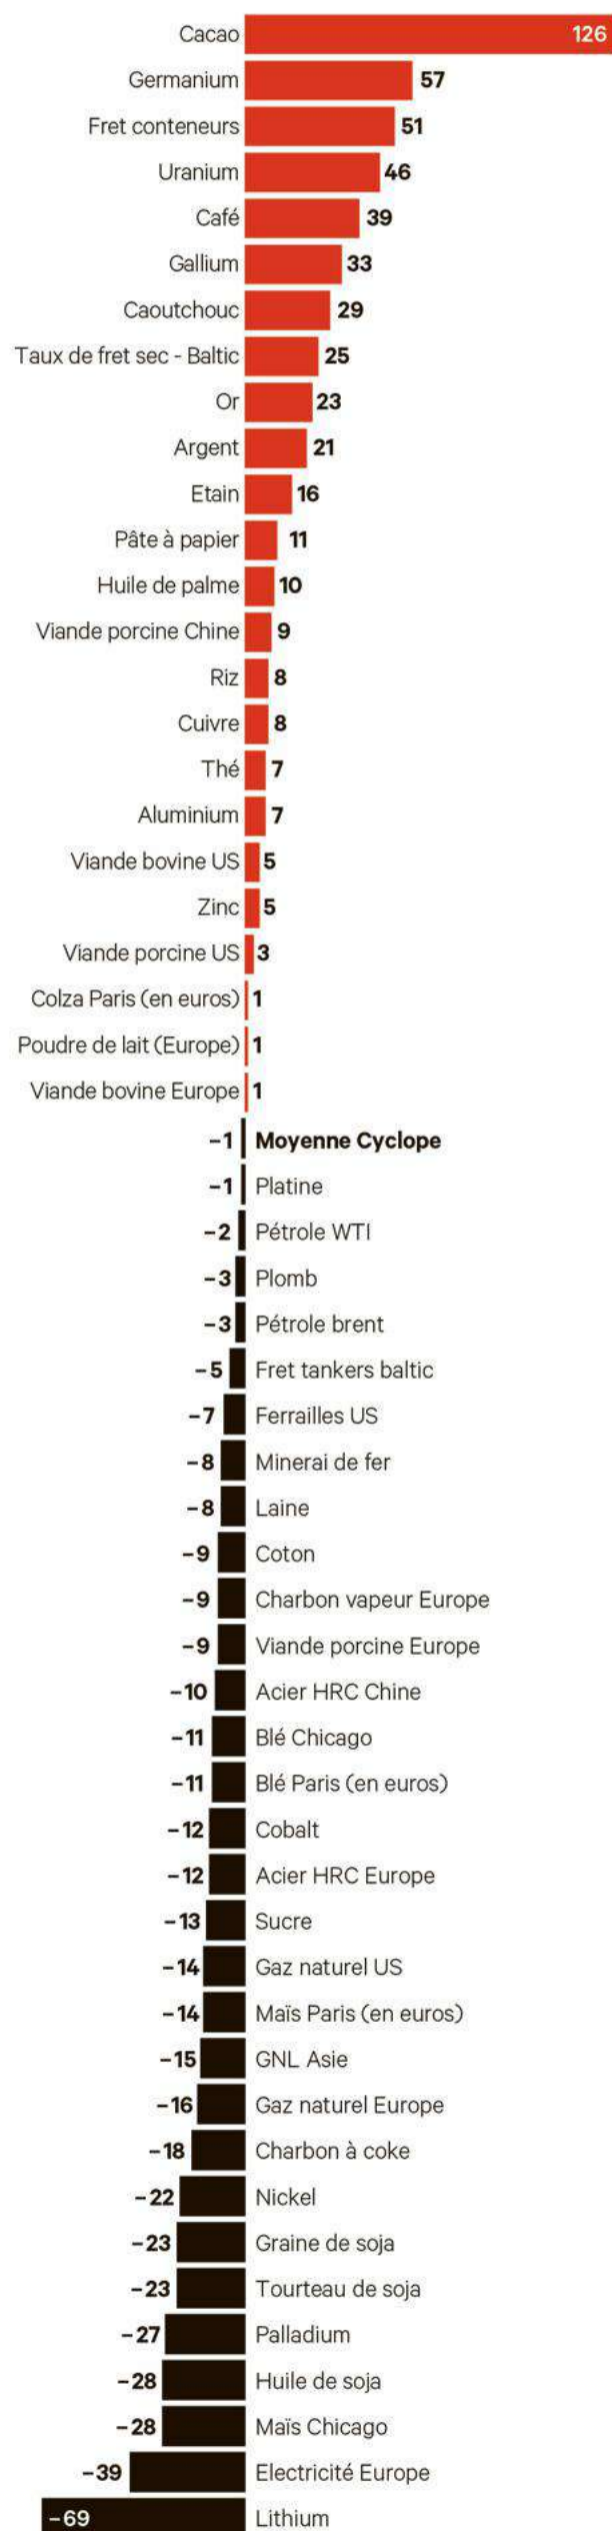 Cacao 126
Germanium 57
Fret conteneurs 51
Uranium 46
Café 39
Gallium 33
Caoutchouc 29
Taux de fret sec - Baltic 25
Or 23
Argent 21
Etain 16
Pâte à papier 11
Huile de palme 10
Viande porcine Chine 9
Riz 8
Cuivre 8
Thé 7
Aluminium 7
Viande bovine US 5
Zinc 5
Viande porcine US 3
Colza Paris (en euros) 1
Poudre de lait (Europe) 1
Viande bovine Europe 1
–1 Moyenne Cyclope
–1 Platine
–2 Pétrole WTI
–3 Plomb
–3 Pétrole brent
–5 Fret tankers baltic
–7 Ferrailles US
–8 Minerai de fer
–8 Laine
–9 Coton
–9 Charbon vapeur Europe
–9 Viande porcine Europe
–10 Acier HRC Chine
–11 Blé Chicago
–11 Blé Paris (en euros)
–12 Cobalt
–12 Acier HRC Europe
–13 Sucre
–14 Gaz naturel US
–14 Maïs Paris (en euros)
–15 GNL Asie
–16 Gaz naturel Europe
–18 Charbon à coke
–22 Nickel
–23 Graine de soja
–23 Tourteau de soja
–27 Palladium
–28 Huile de soja
–28 Maïs Chicago
–39 Electricité Europe
–69 Lithium